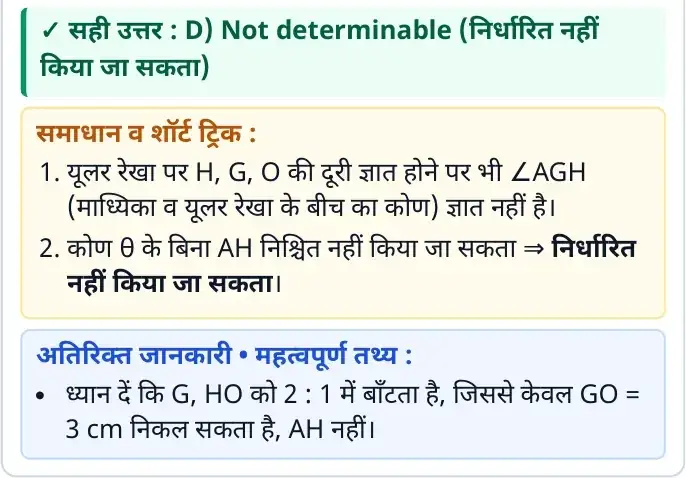 ✓ सही उत्तर : D) Not determinable (निर्धारित नहीं
किया जा सकता)
समाधान व शॉर्ट ट्रिक :
1. यूलर रेखा पर H, G, O की दूरी ज्ञात होने पर भी ∠AGH
(माध्यिका व यूलर रेखा के बीच का कोण) ज्ञात नहीं है।
2. कोण θ के बिना AH निश्चित नहीं किया जा सकता ⇒ निर्धारित
नहीं किया जा सकता।
अतिरिक्त जानकारी • महत्वपूर्ण तथ्य :
• ध्यान दें कि G, HO को 2 : 1 में बाँटता है, जिससे केवल GO =
3 cm निकल सकता है, AH नहीं।